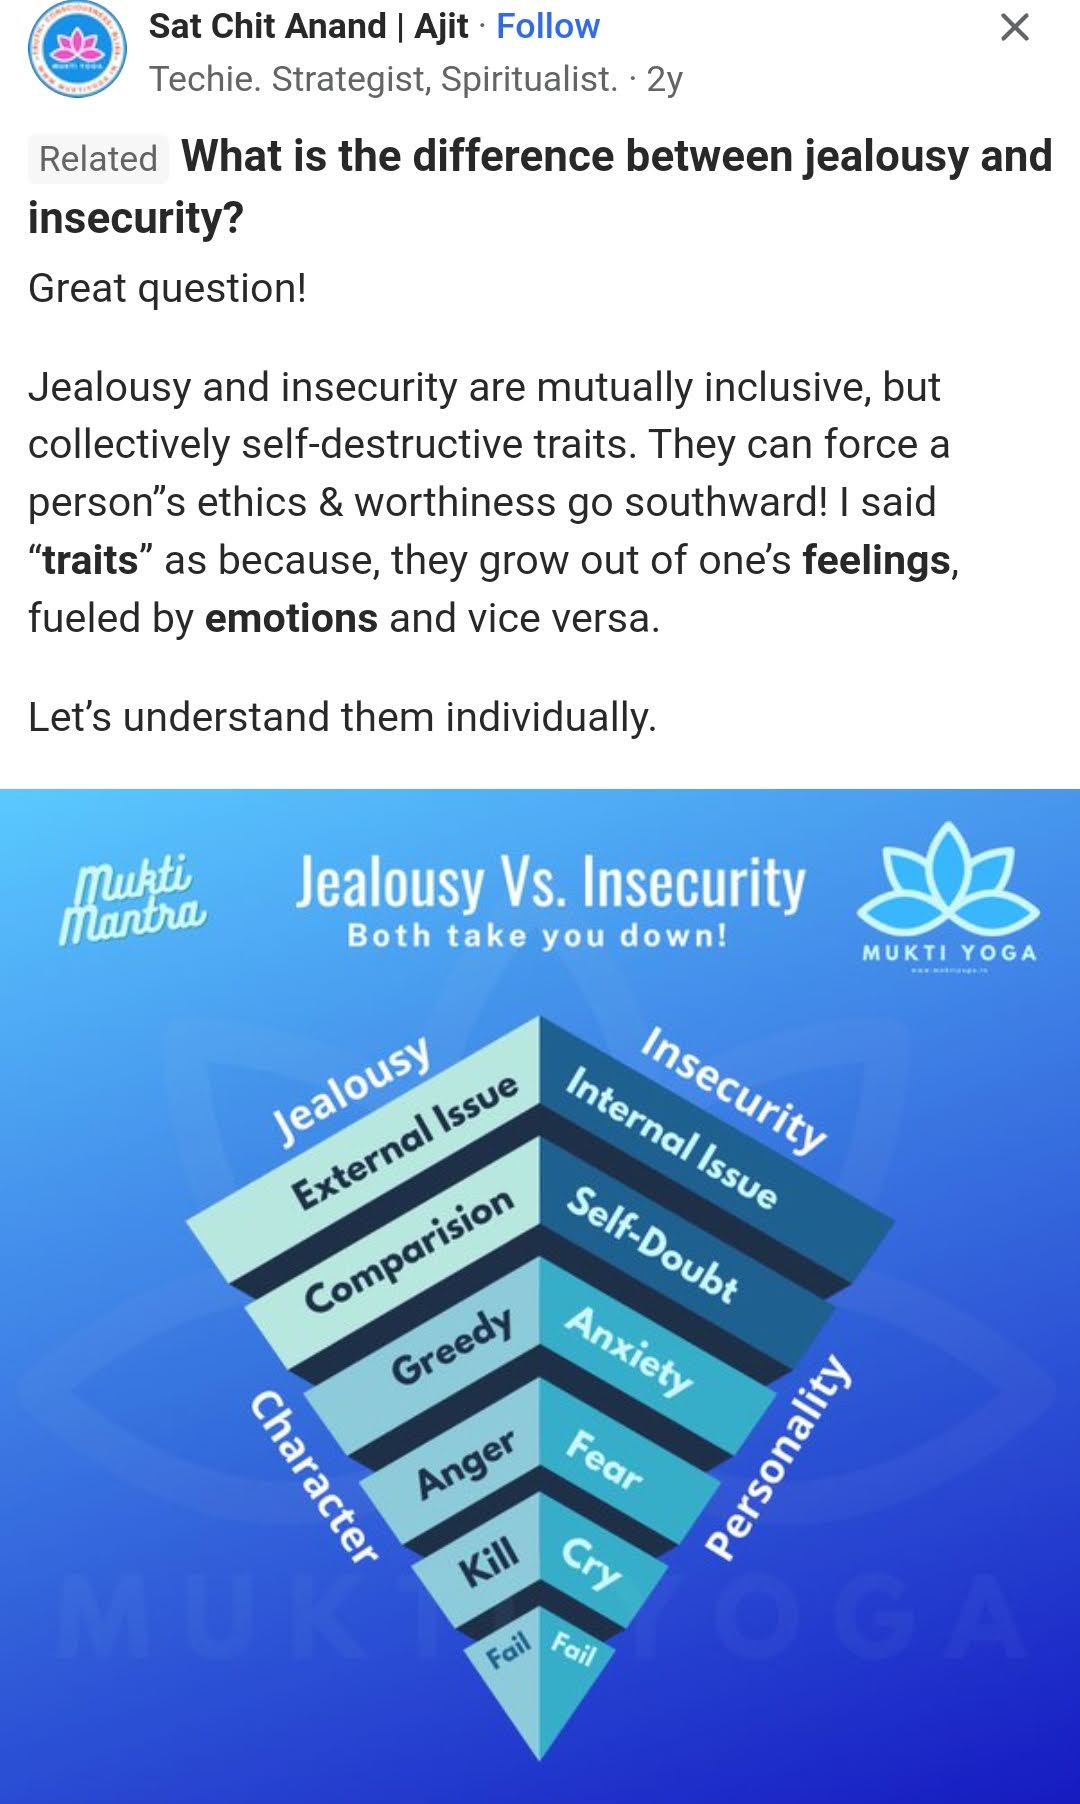 Sat Chit Anand | Ajit · Follow
Techie. Strategist, Spiritualist. · 2y
Related What is the difference between jealousy and
insecurity?
Great question!
Jealousy and insecurity are mutually inclusive, but
collectively self-destructive traits. They can force a
person”s ethics & worthiness go southward! I said
“traits” as because, they grow out of one’s feelings,
fueled by emotions and vice versa.
Let’s understand them individually.
Mukti
Mantra
Jealousy Vs. Insecurity
Both take you down!
MUKTI YOGA
Jealousy
Insecurity
External Issue
Internal Issue
Comparision
Self-Doubt
Greedy
Anxiety
Anger
Fear
Kill
Cry
Fail
Fail
Character
Personality
MUKTI YOGA